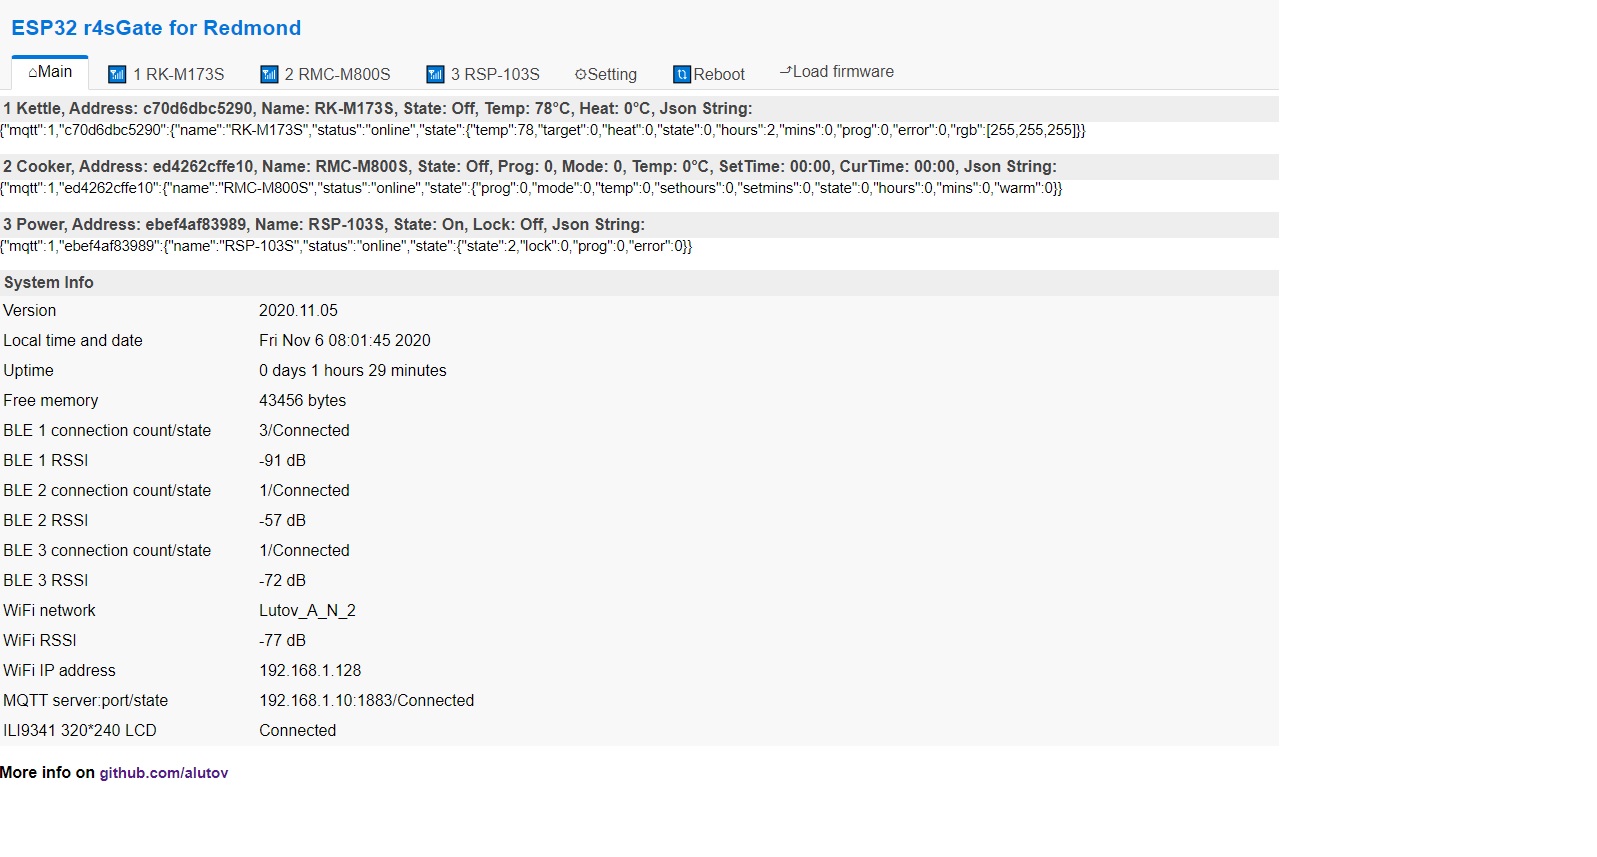 ESP32 r4sGate for Redmond
⌂Main 1 RK-M173S 2 RMC-M800S 3 RSP-103S ⚙Setting Reboot Load firmware
1 Kettle, Address: c70d6dbc5290, Name: RK-M173S, State: Off, Temp: 78°C, Heat: 0°C, Json String:
{"mqtt":1,"c70d6dbc5290":{"name":"RK-M173S","status":"online","state":{"temp":78,"target":0,"heat":0,"state":0,"hours":2,"mins":0,"prog":0,"error":0,"rgb":[255,255,255]}}
2 Cooker, Address: ed4262cffe10, Name: RMC-M800S, State: Off, Prog: 0, Mode: 0, Temp: 0°C, SetTime: 00:00, CurTime: 00:00, Json String:
{"mqtt":1,"ed4262cffe10":{"name":"RMC-M800S","status":"online","state":{"prog":0,"mode":0,"temp":0,"sethours":0,"setmins":0,"state":0,"hours":0,"mins":0,"warm":0}}
3 Power, Address: ebef4af83989, Name: RSP-103S, State: On, Lock: Off, Json String:
{"mqtt":1,"ebef4af83989":{"name":"RSP-103S","status":"online","state":{"state":2,"lock":0,"prog":0,"error":0}}
System Info
Version 2020.11.05
Local time and date Fri Nov 6 08:01:45 2020
Uptime 0 days 1 hours 29 minutes
Free memory 43456 bytes
BLE 1 connection count/state 3/Connected
BLE 1 RSSI -91 dB
BLE 2 connection count/state 1/Connected
BLE 2 RSSI -57 dB
BLE 3 connection count/state 1/Connected
BLE 3 RSSI -72 dB
WiFi network Lutov_A_N_2
WiFi RSSI -77 dB
WiFi IP address 192.168.1.128
MQTT server:port/state 192.168.1.10:1883/Connected
ILI9341 320*240 LCD Connected
More info on github.com/alutov